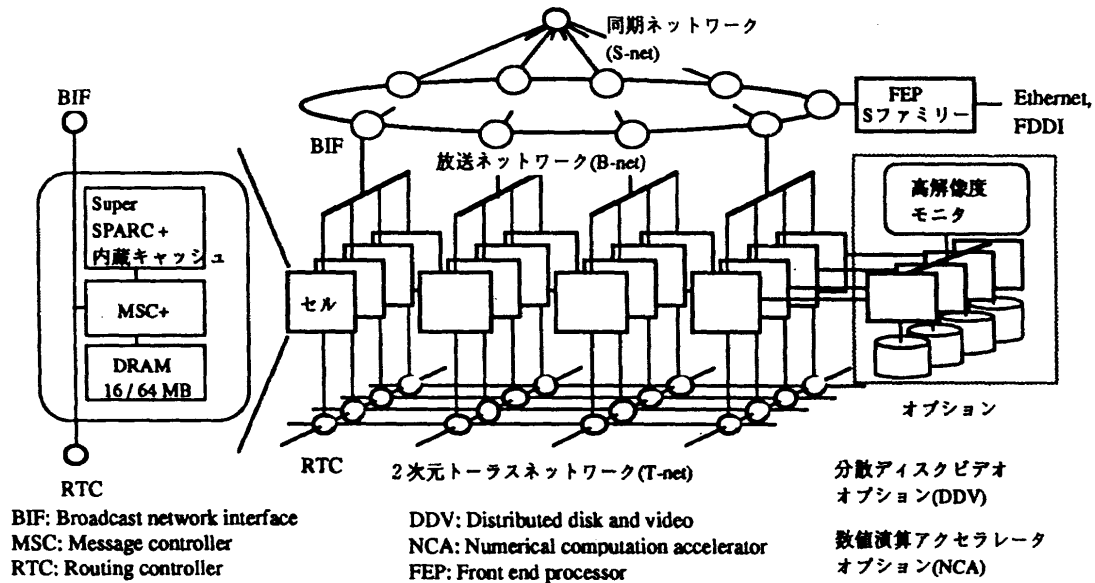 同期ネットワーク
(S-net)
BIF
FEP
Sファミリー
Ethernet,
FDDI
BIF
放送ネットワーク(B-net)
Super
SPARC +
内蔵キャッシュ
MSC+
DRAM
16 / 64 MB
セル
高解像度
モニタ
オプション
RTC
RTC
2次元トーラスネットワーク(T-net)
分散ディスクビデオ
オプション(DDV)
BIF: Broadcast network interface
MSC: Message controller
RTC: Routing controller
DDV: Distributed disk and video
NCA: Numerical computation accelerator
FEP: Front end processor
数値演算アクセラレータ
オプション(NCA)